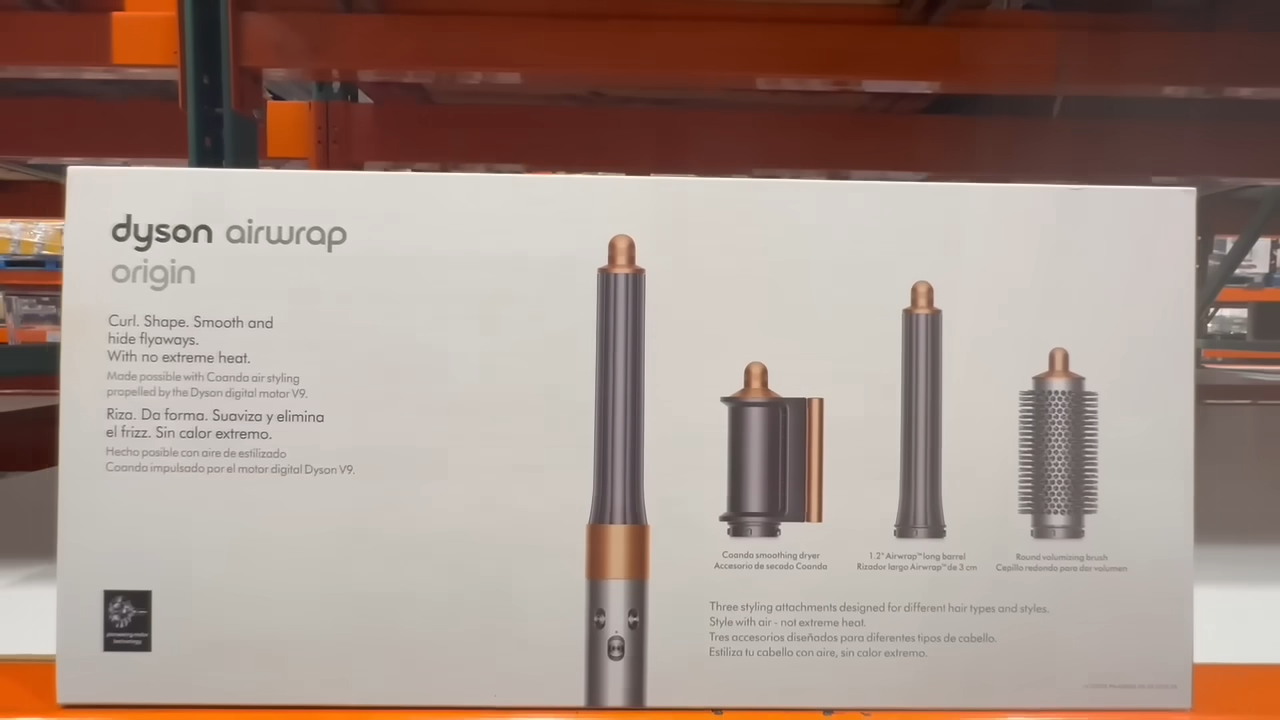 dyson airwrap
origin
Curl. Shape. Smooth and
hide flyaways.
With no extreme heat.
Made possible with Coanda air styling
propelled by the Dyson digital motor V9.
Riza. Da forma. Suaviza y elimina
el frizz. Sin calor extremo.
Hecho posible con aire de estilizado
Coanda impulsado por el motor digital Dyson V9.
pioneering motor
technology
Coanda smoothing dryer
Accesorio de secado Coanda
1.2" Airwrap™ long barrel
Rizador largo Airwrap™ de 3 cm
Round volumizing brush
Cepillo redondo para dar volumen
Three styling attachments designed for different hair types and styles.
Style with air - not extreme heat.
Tres accesorios diseñados para diferentes tipos de cabello.
Estiliza tu cabello con aire, sin calor extremo.